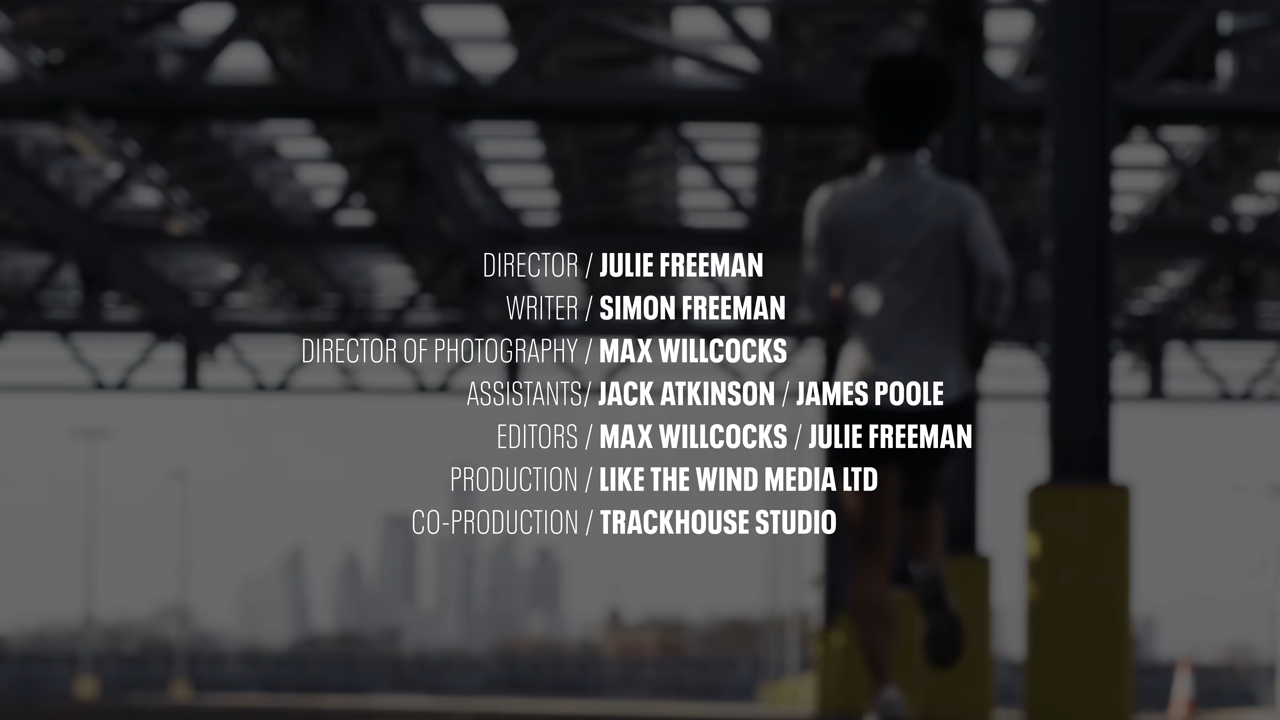 DIRECTOR / JULIE FREEMAN
WRITER / SIMON FREEMAN
DIRECTOR OF PHOTOGRAPHY / MAX WILLCOCKS
ASSISTANTS/ JACK ATKINSON / JAMES POOLE
EDITORS / MAX WILLCOCKS / JULIE FREEMAN
PRODUCTION / LIKE THE WIND MEDIA LTD
CO-PRODUCTION / TRACKHOUSE STUDIO